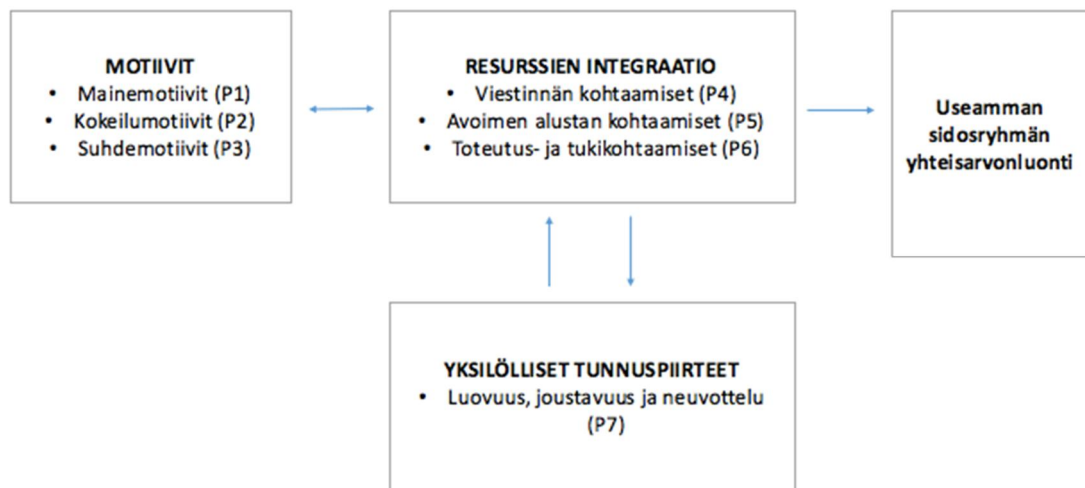 MOTIIVIT
• Mainemotiivit (P1)
• Kokeilumotiivit (P2)
• Suhdemotiivit (P3)
RESURSSIEN INTEGRAATIO
• Viestinnän kohtaamiset (P4)
• Avoimen alustan kohtaamiset (P5)
• Toteutus- ja tukikohtaamiset (P6)
Useamman
sidosryhmän
yhteisarvonluonti
YKSILÖLLISET TUNNUSPIIRTEET
• Luovuus, joustavuus ja neuvottelu
(P7)